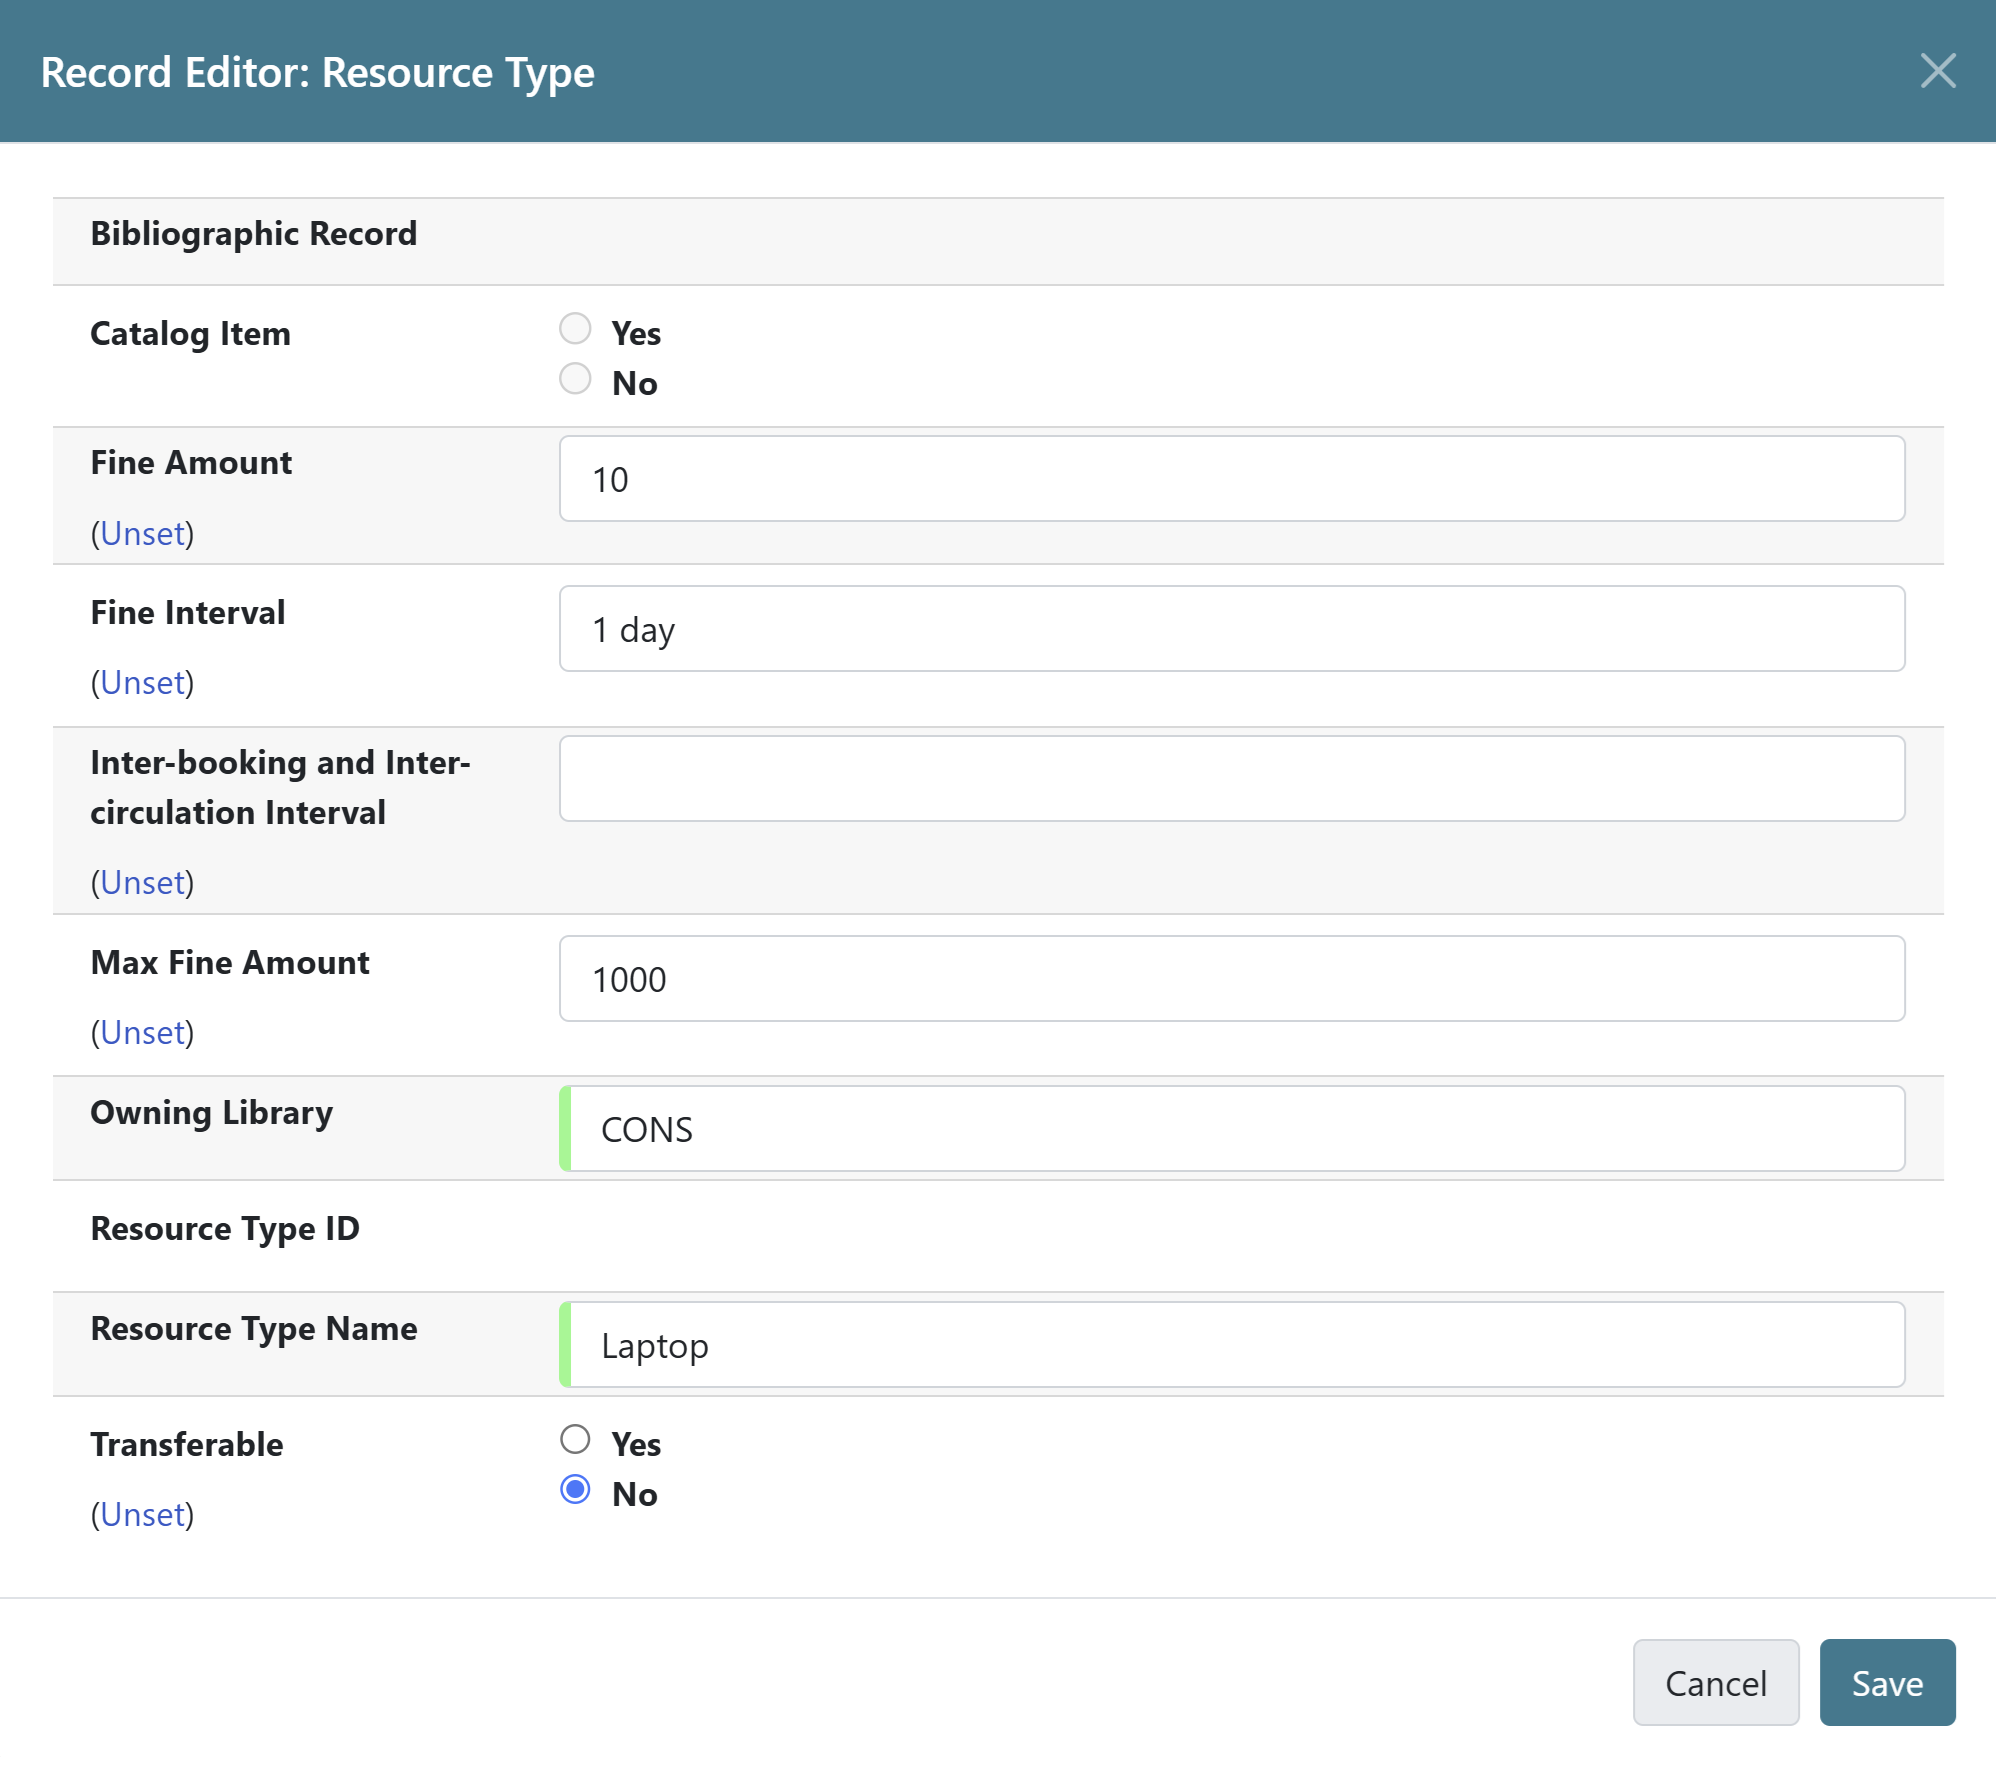 Record Editor: Resource Type
Bibliographic Record
Catalog Item
Yes
No
Fine Amount
10
(Unset)
Fine Interval
1 day
(Unset)
Inter-booking and Inter-
circulation Interval
(Unset)
Max Fine Amount
1000
(Unset)
Owning Library
CONS
Resource Type ID
Resource Type Name
Laptop
Transferable
Yes
(Unset)
No
Cancel
Save